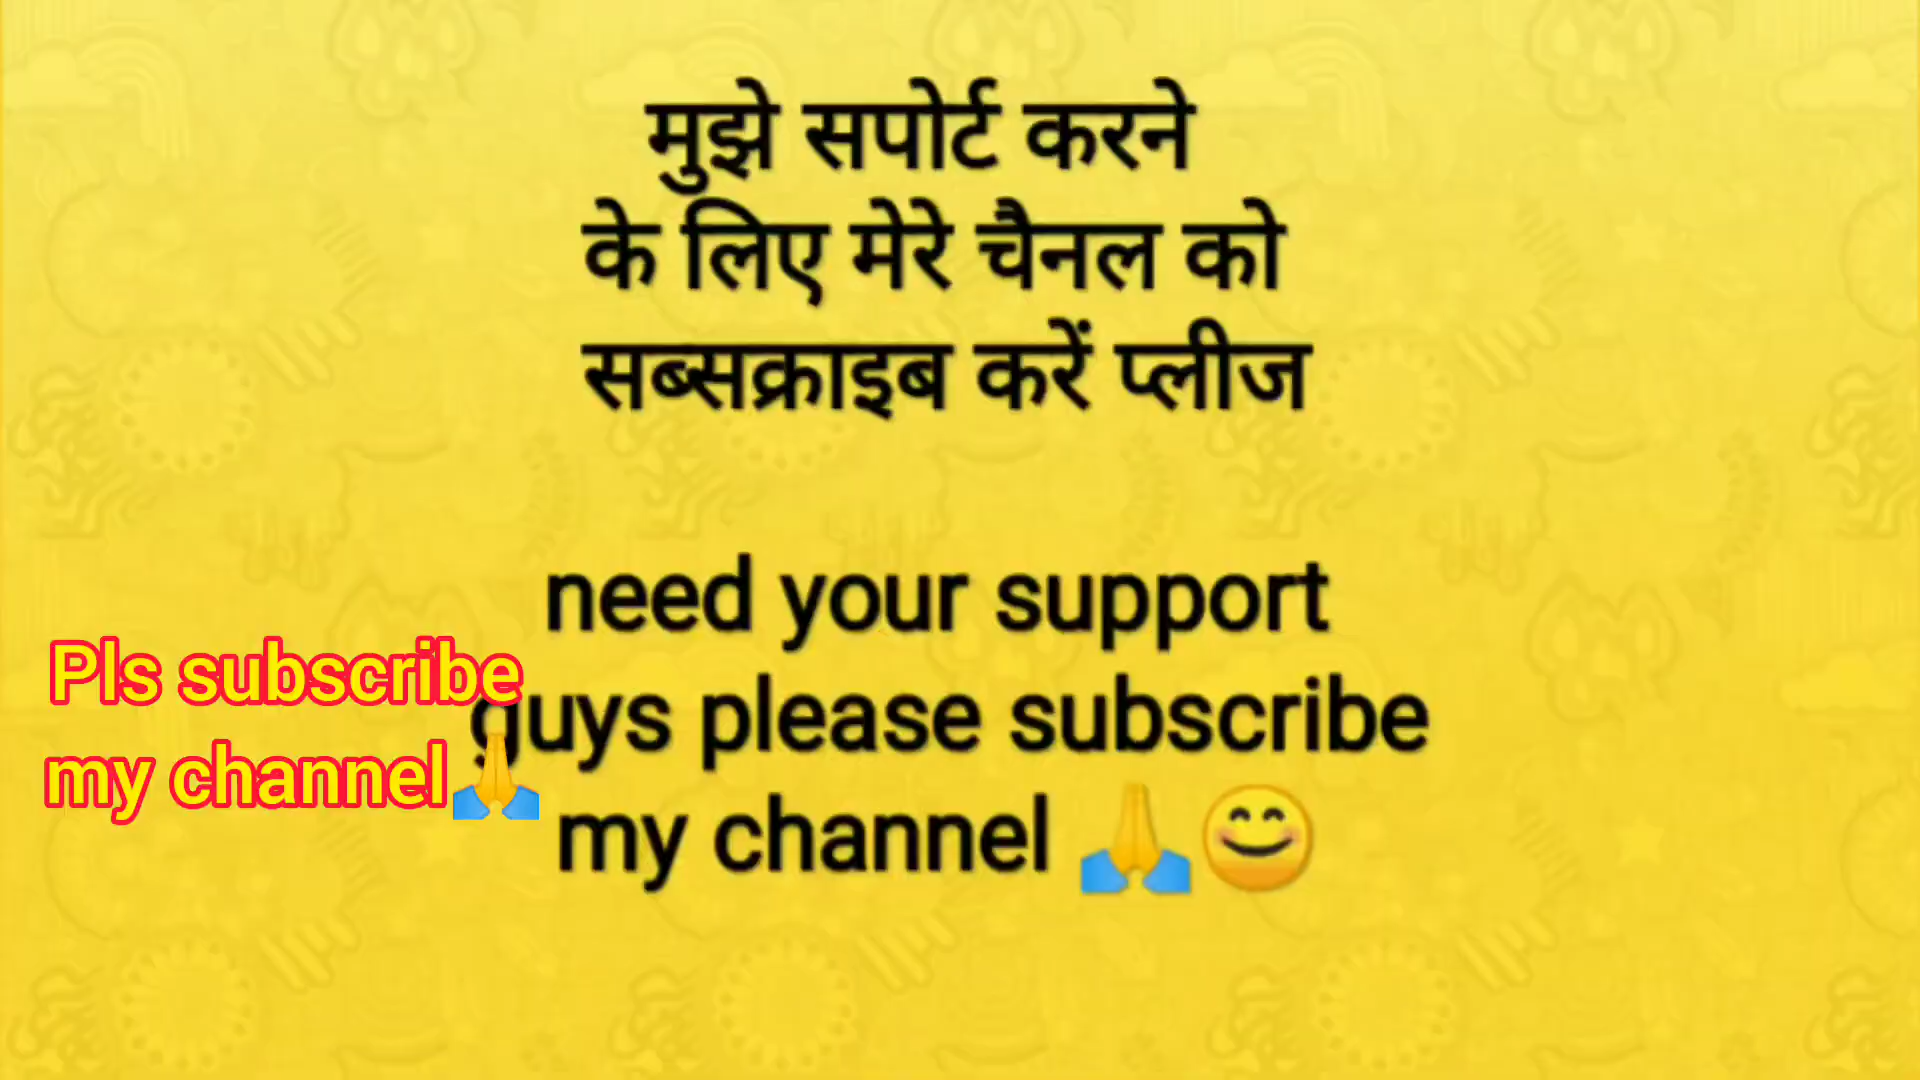 मुझे सपोर्ट करने
के लिए मेरे चैनल को
सब्सक्राइब करें प्लीज
need your support
guys please subscribe
my channel 🙏😊
Pls subscribe
my channel🙏